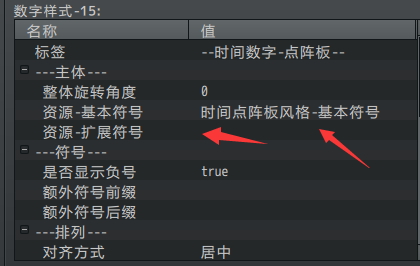 数字样式-15:
名称 值
标签 --时间数字-点阵板--
---主体---
整体旋转角度 0
资源-基本符号 时间点阵板风格-基本符号
资源-扩展符号
---符号---
是否显示负号 true
额外符号前缀
额外符号后缀
---排列---
对齐方式 居中